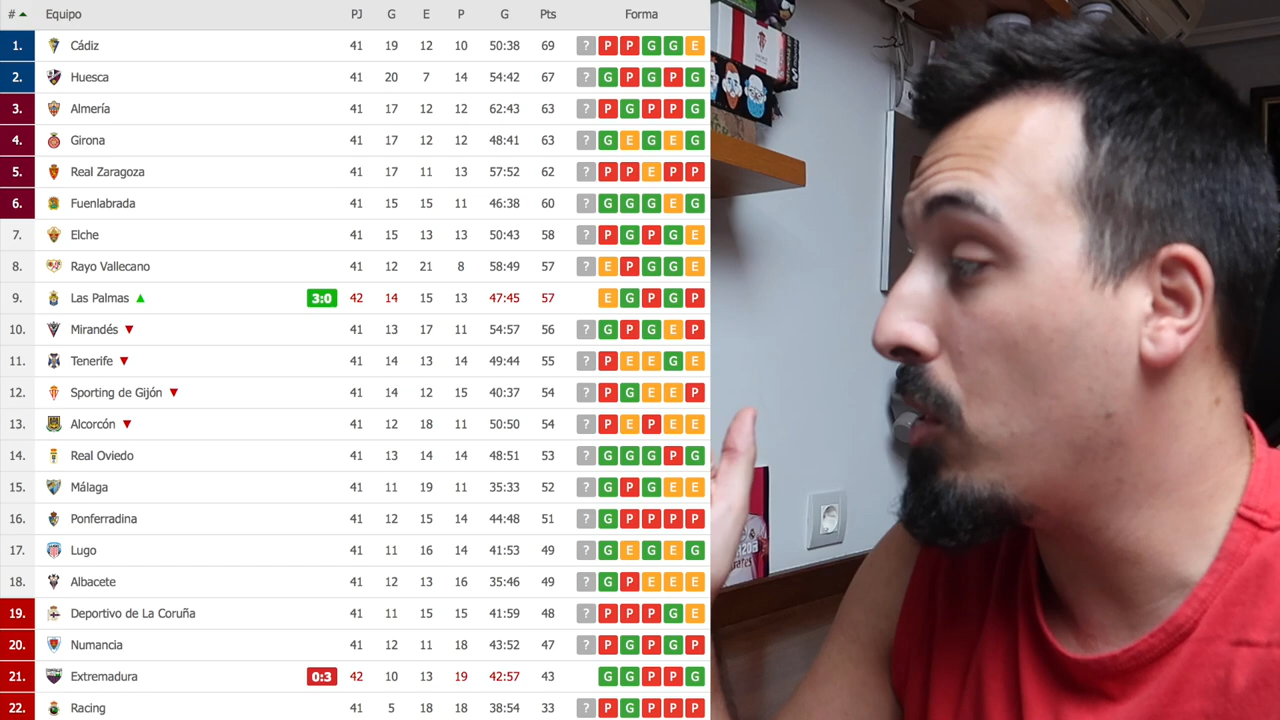 # Equipo PJ G E P G Pts Forma
1. Cádiz 41 19 12 10 50:38 69 ? P P G G E
2. Huesca 41 20 7 14 54:42 67 ? G P G P G
3. Almería 41 17 12 12 62:43 63 ? P G P P G
4. Girona 41 17 12 12 48:41 63 ? G E G E G
5. Real Zaragoza 41 17 11 13 57:52 62 ? P P E P P
6. Fuenlabrada 41 15 15 11 46:38 60 ? G G G E G
7. Elche 41 15 13 13 50:43 58 ? P G P G E
8. Rayo Vallecano 41 12 21 8 58:49 57 ? E P G G E
9. Las Palmas 3:0 42 14 15 13 47:45 57 E G P G P
10. Mirandés 41 13 17 11 54:57 56 ? G P G E P
11. Tenerife 41 14 13 14 49:44 55 ? P E E G E
12. Sporting de Gijón 41 14 12 15 40:37 54 ? P G E E P
13. Alcorcón 41 12 18 11 50:50 54 ? P E P E E
14. Real Oviedo 41 13 14 14 48:51 53 ? G G G P G
15. Málaga 41 11 19 11 35:33 52 ? G P G E E
16. Ponferradina 41 12 15 14 44:48 51 ? G P P P P
17. Lugo 41 11 16 14 41:53 49 ? G E G E G
18. Albacete 41 12 13 16 35:46 49 ? G P E E E
19. Deportivo de La Coruña 41 11 15 15 41:59 48 ? P P P G E
20. Numancia 41 12 11 18 43:52 47 ? P G P G P
21. Extremadura 0:3 42 10 13 19 42:57 43 G G P P G
22. Racing 41 5 18 18 38:54 33 ? P G P P P